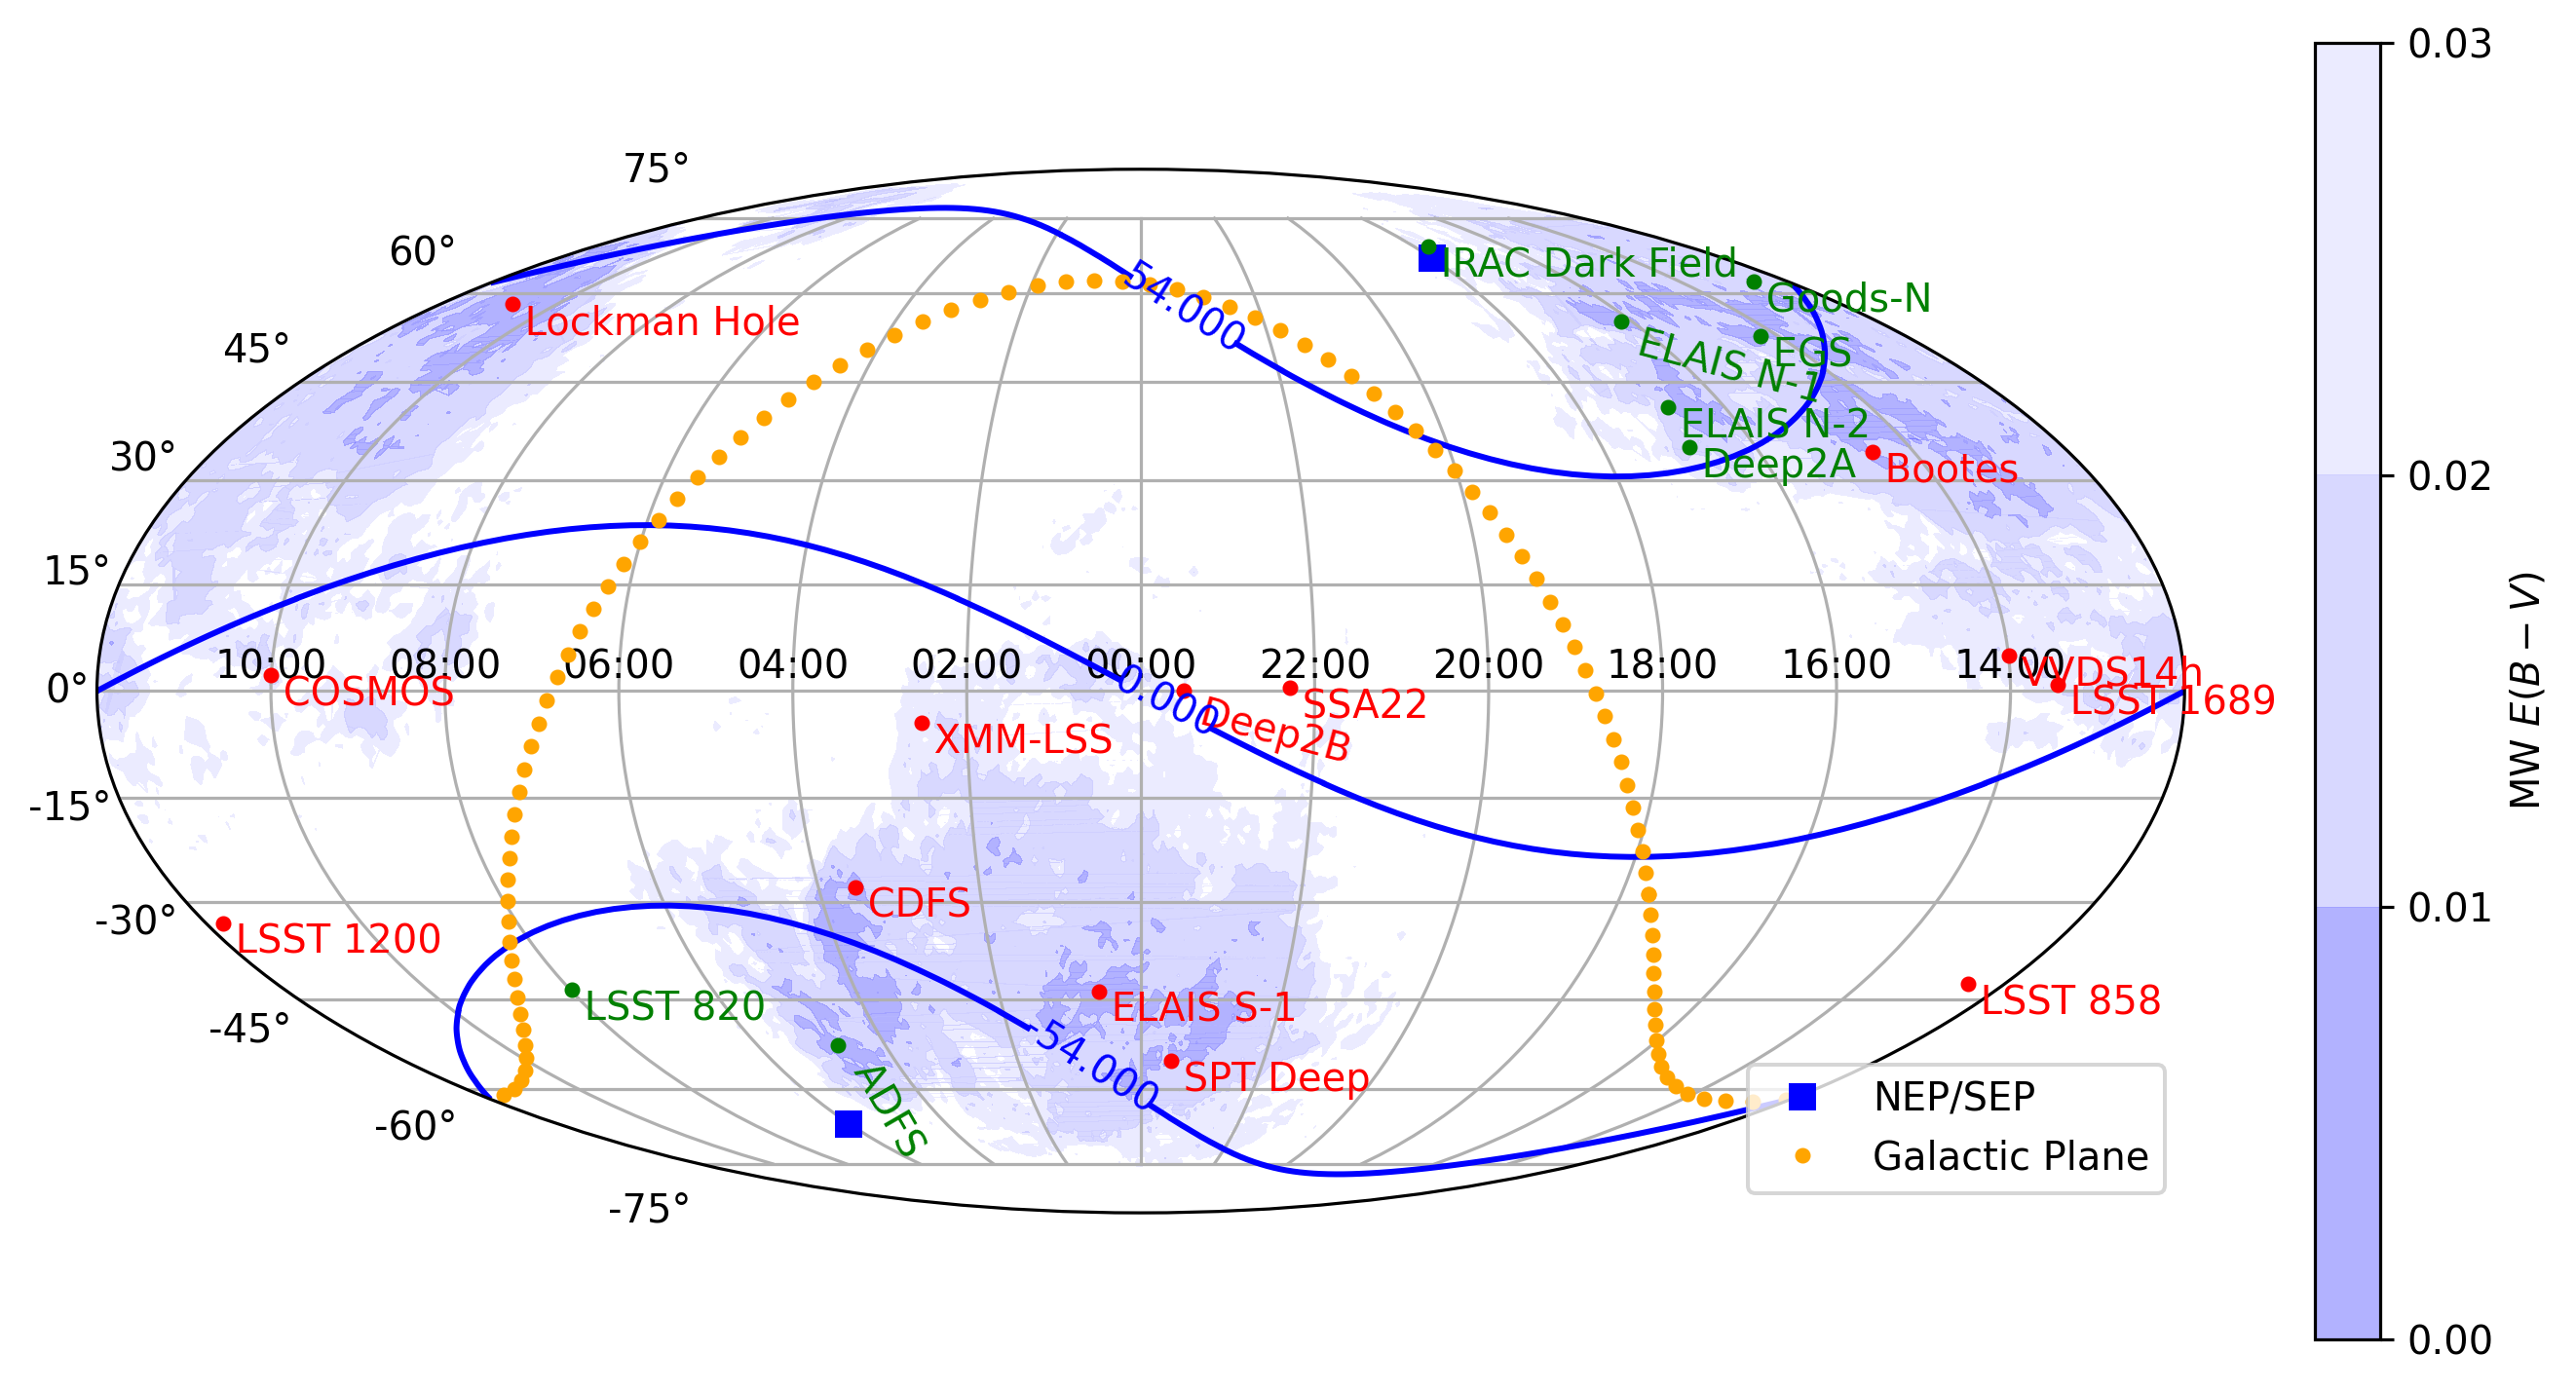 0.03
75°
60°
IRAC Dark Field
Goods-N
54.000
Lockman Hole
45°
ELAIS N-1
EGS
ELAIS N-2
30°
Deep2A
Bootes
0.02
15°
10:00 08:00 06:00 04:00 02:00 00:00 22:00 20:00 18:00 16:00 14:00
VVDS14h
0°
COSMOS
0.000
SSA22
LSST 1689
Deep2B
XMM-LSS
MW E(B − V)
-15°
CDFS
0.01
-30°
LSST 1200
LSST 820
ELAIS S-1
LSST 858
-45°
-54.000
SPT Deep
ADFS
NEP/SEP
-60°
Galactic Plane
-75°
0.00